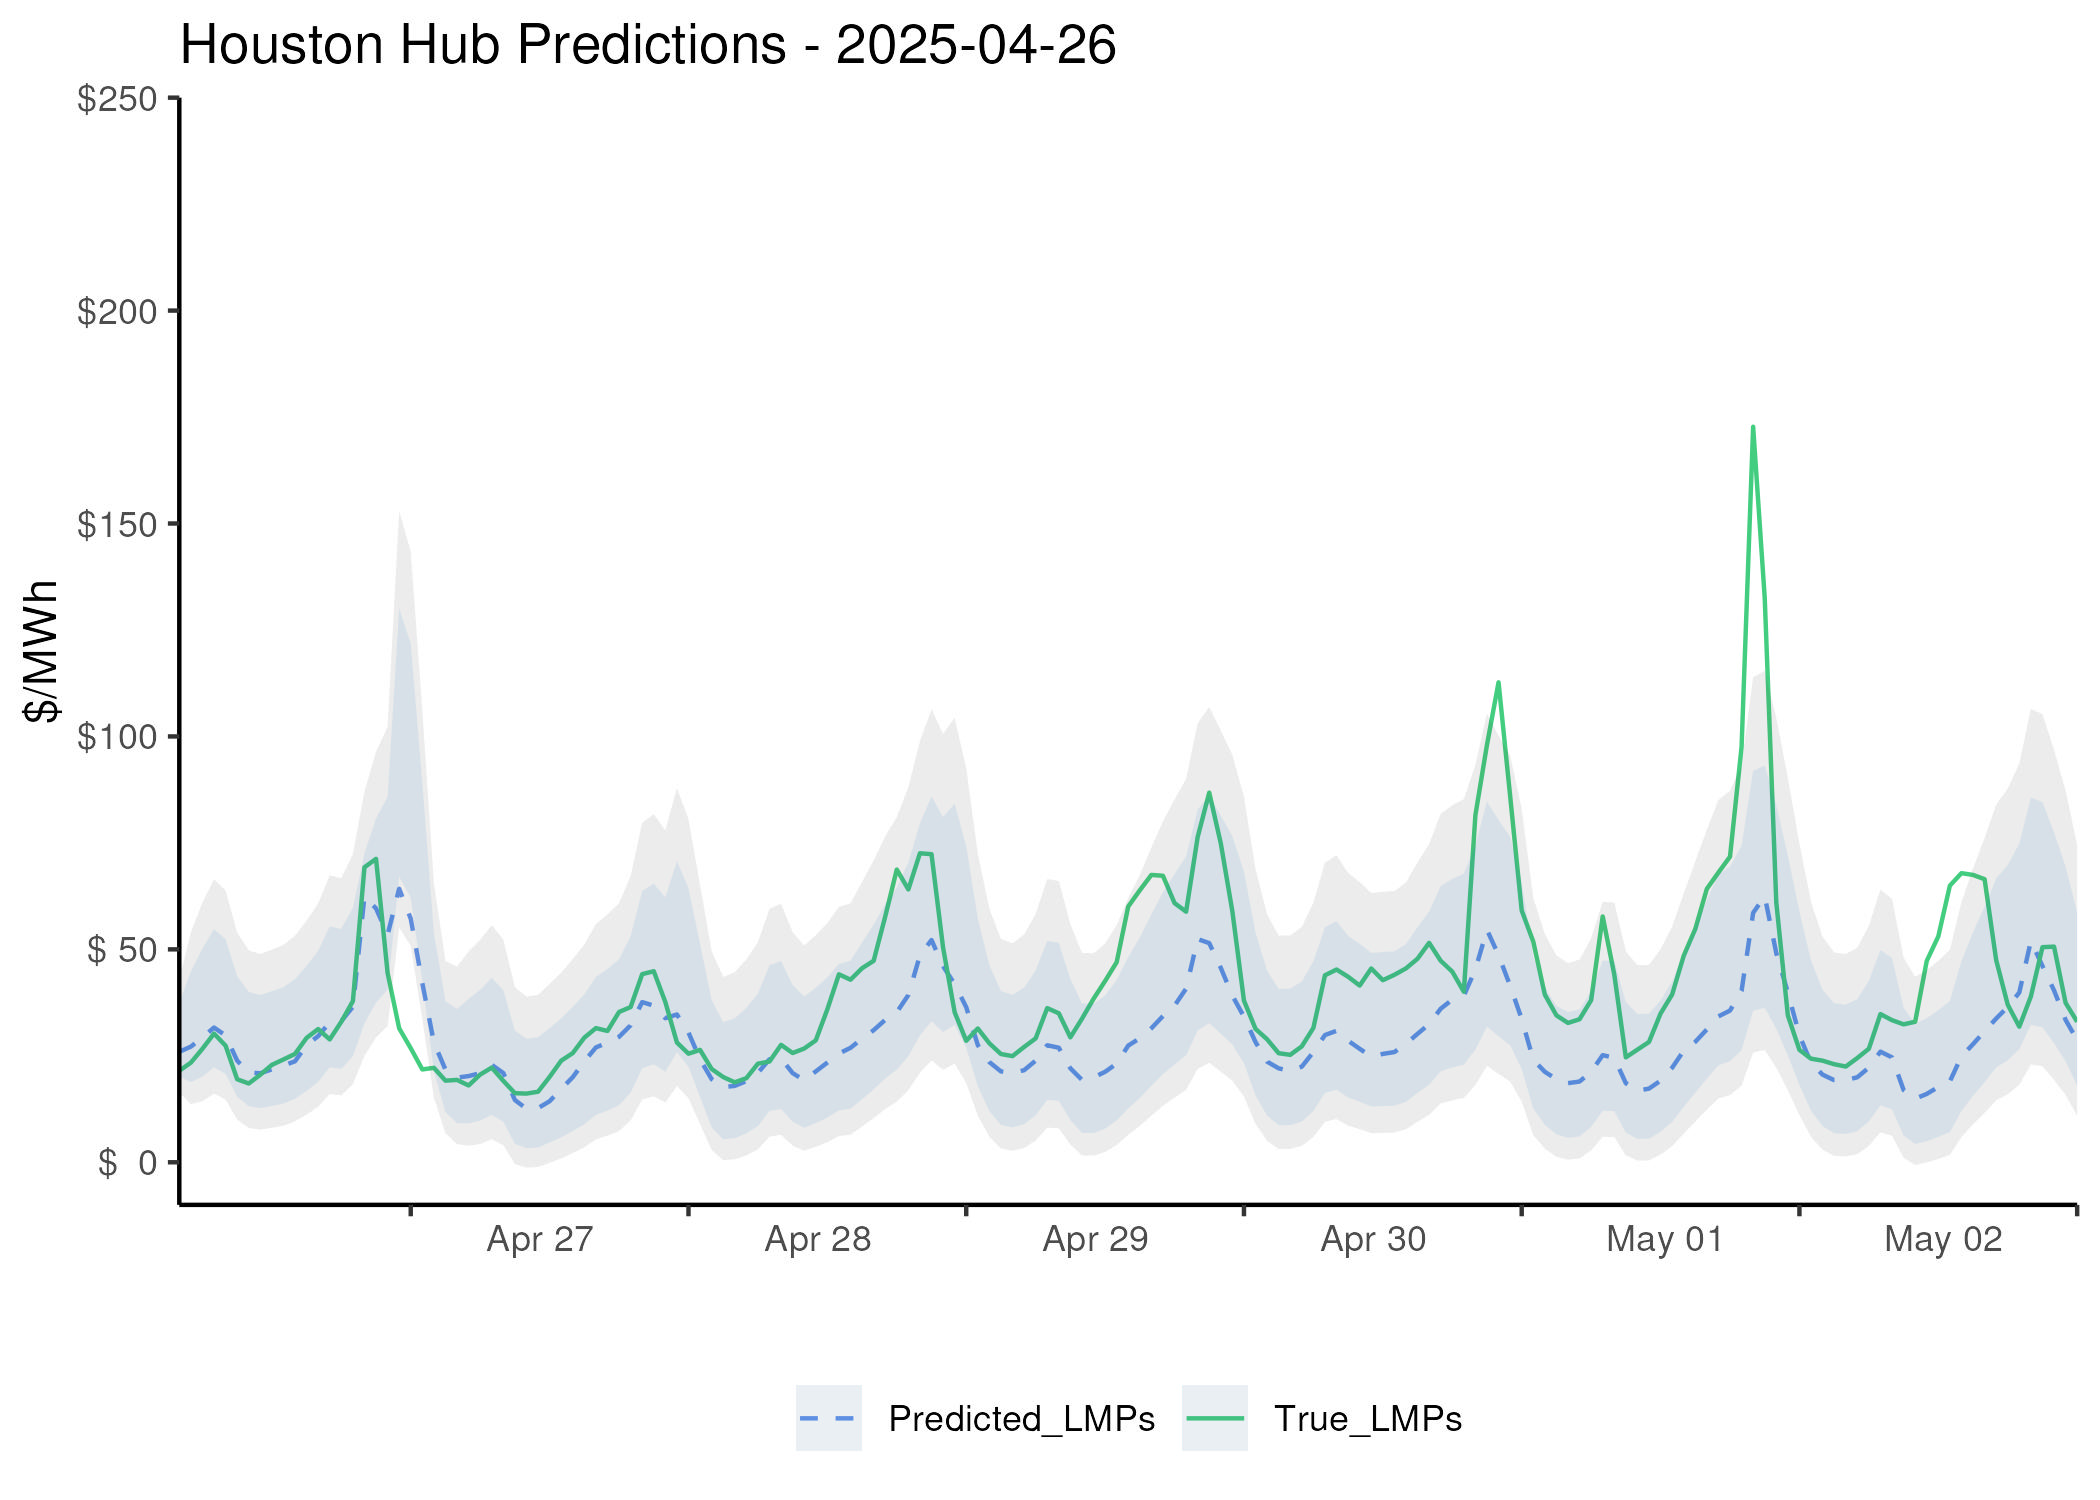 Houston Hub Predictions - 2025-04-26
$250
$200
$150
$100
$ 50
$ 0
$/MWh
Apr 27 Apr 28 Apr 29 Apr 30 May 01 May 02
Predicted_LMPs True_LMPs